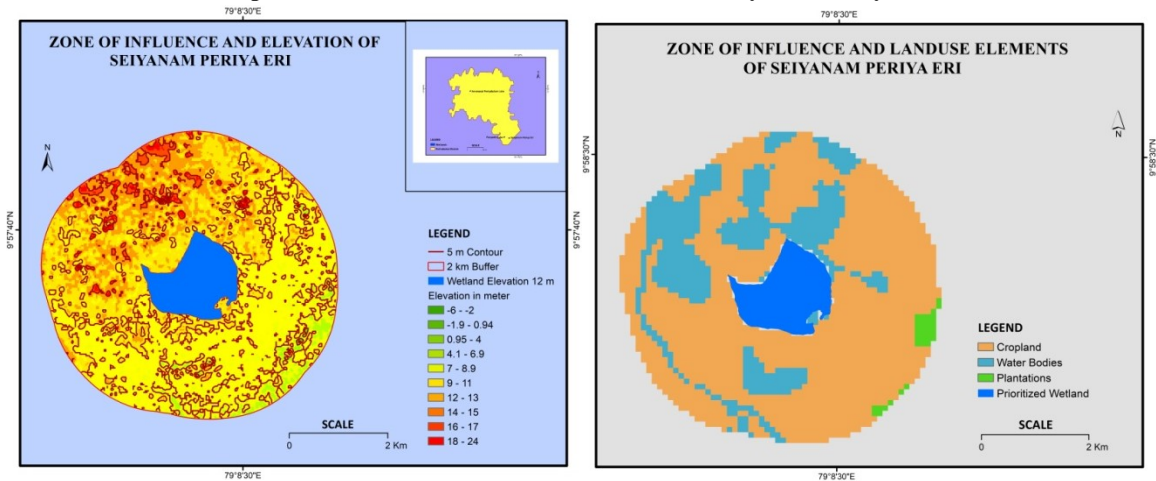 79°8'30"E
ZONE OF INFLUENCE AND ELEVATION OF
SEIYANAM PERIYA ERI
N
9°57'40"N
9°57'40"N
LEGEND
5 m Contour
2 km Buffer
Wetland Elevation 12 m
Elevation in meter
-6 - -2
-1.9 - 0.94
0.95 - 4
4.1 - 6.9
7 - 8.9
9 - 11
12 - 13
14 - 15
16 - 17
18 - 24
SCALE
0
2 Km
79°8'30"E
79°8'30"E
ZONE OF INFLUENCE AND LANDUSE ELEMENTS
OF SEIYANAM PERIYA ERI
N
9°58'30"N
9°58'30"N
LEGEND
Cropland
Water Bodies
Plantations
Prioritized Wetland
SCALE
0
2 Km
79°8'30"E